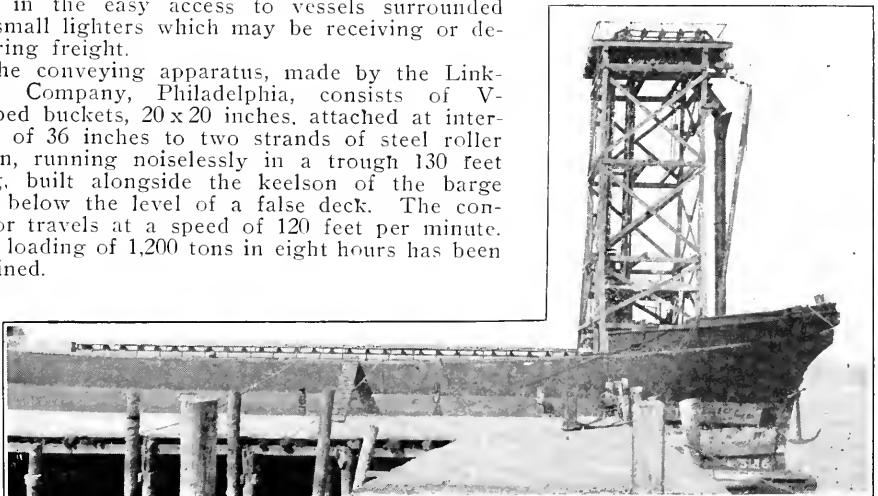 in the easy access to vessels surrounded
small lighters which may be receiving or de-
ring freight.
he conveying apparatus, made by the Link-
Company, Philadelphia, consists of V-
ped buckets, 20 x 20 inches, attached at inter-
of 36 inches to two strands of steel roller
n, running noiselessly in a trough 130 feet
g, built alongside the keelson of the barge
below the level of a false deck. The con-
or travels at a speed of 120 feet per minute.
loading of 1,200 tons in eight hours has been
ined.